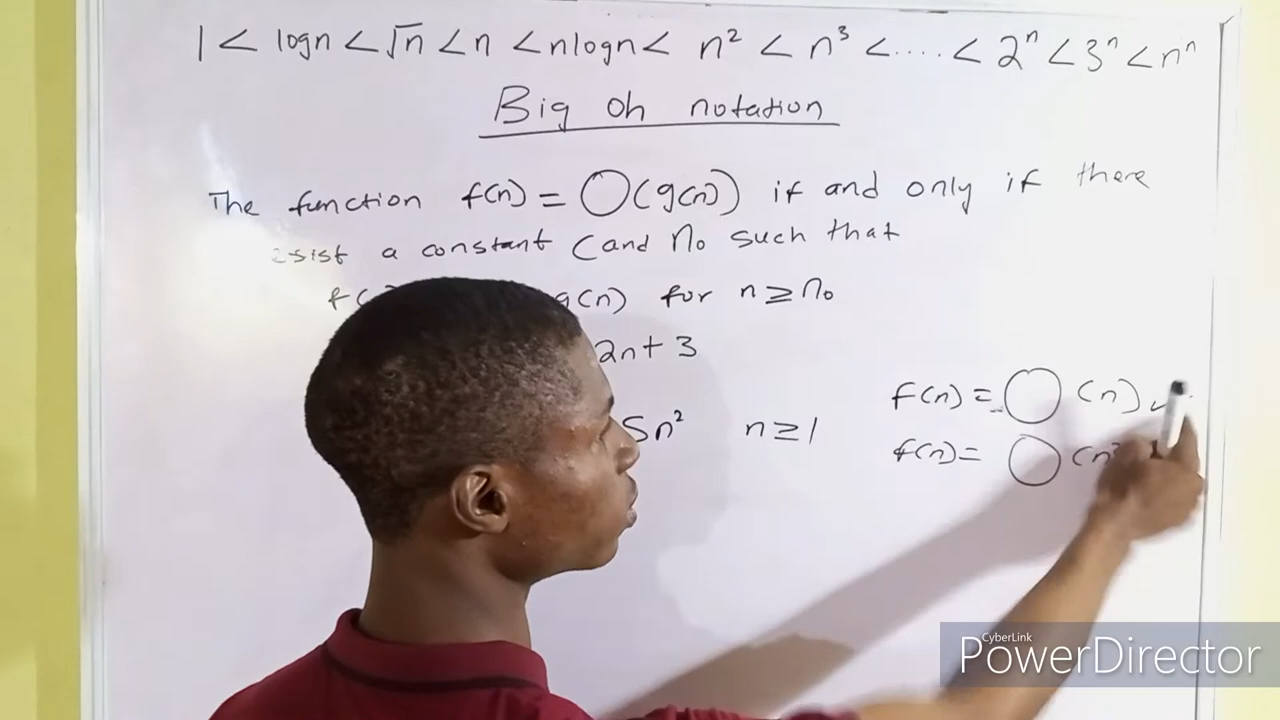 1 < logn < √n < n < nlogn < n² < n³ < .... < 2ⁿ < 3ⁿ < nⁿ
Big Oh notation
The function f(n) = O(g(n)) if and only if there
a constant C and n₀ such that
g(n) for n ≥ n₀
2n + 3
5n² n ≥ 1
f(n) = O (n)
f(n) = O (n²
CyberLink
PowerDirector